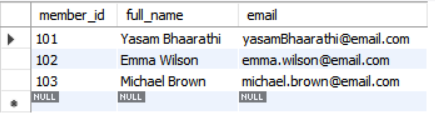 member_id full_name email
101 Yasam Bhaarathi yasamBhaarathi@email.com
102 Emma Wilson emma.wilson@email.com
103 Michael Brown michael.brown@email.com
NULL NULL NULL